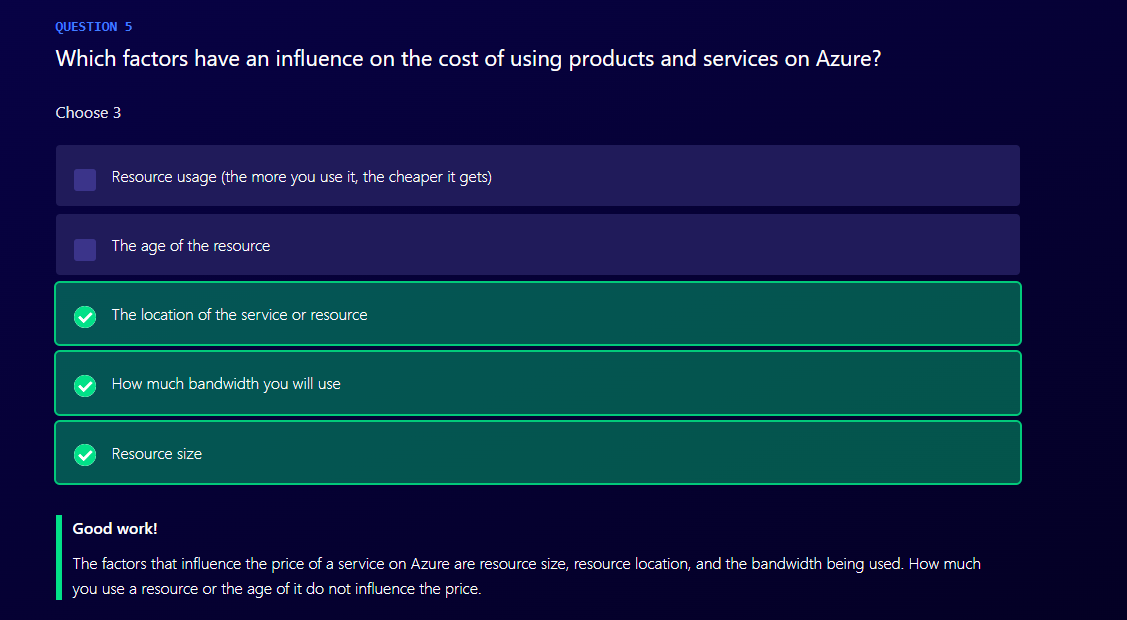 QUESTION 5
Which factors have an influence on the cost of using products and services on Azure?
Choose 3
Resource usage (the more you use it, the cheaper it gets)
The age of the resource
The location of the service or resource
How much bandwidth you will use
Resource size
Good work!
The factors that influence the price of a service on Azure are resource size, resource location, and the bandwidth being used. How much
you use a resource or the age of it do not influence the price.